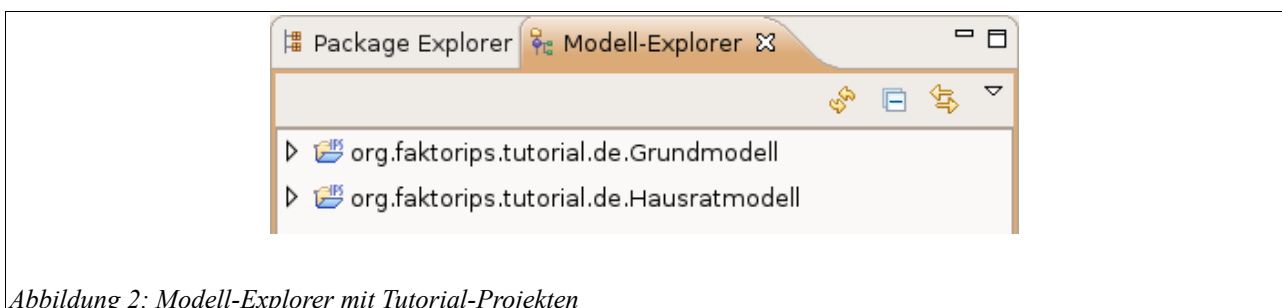 Package Explorer Modell-Explorer
org.faktorips.tutorial.de.Grundmodell
org.faktorips.tutorial.de.Hausratmodell
Abbildung 2: Modell-Explorer mit Tutorial-Projekten